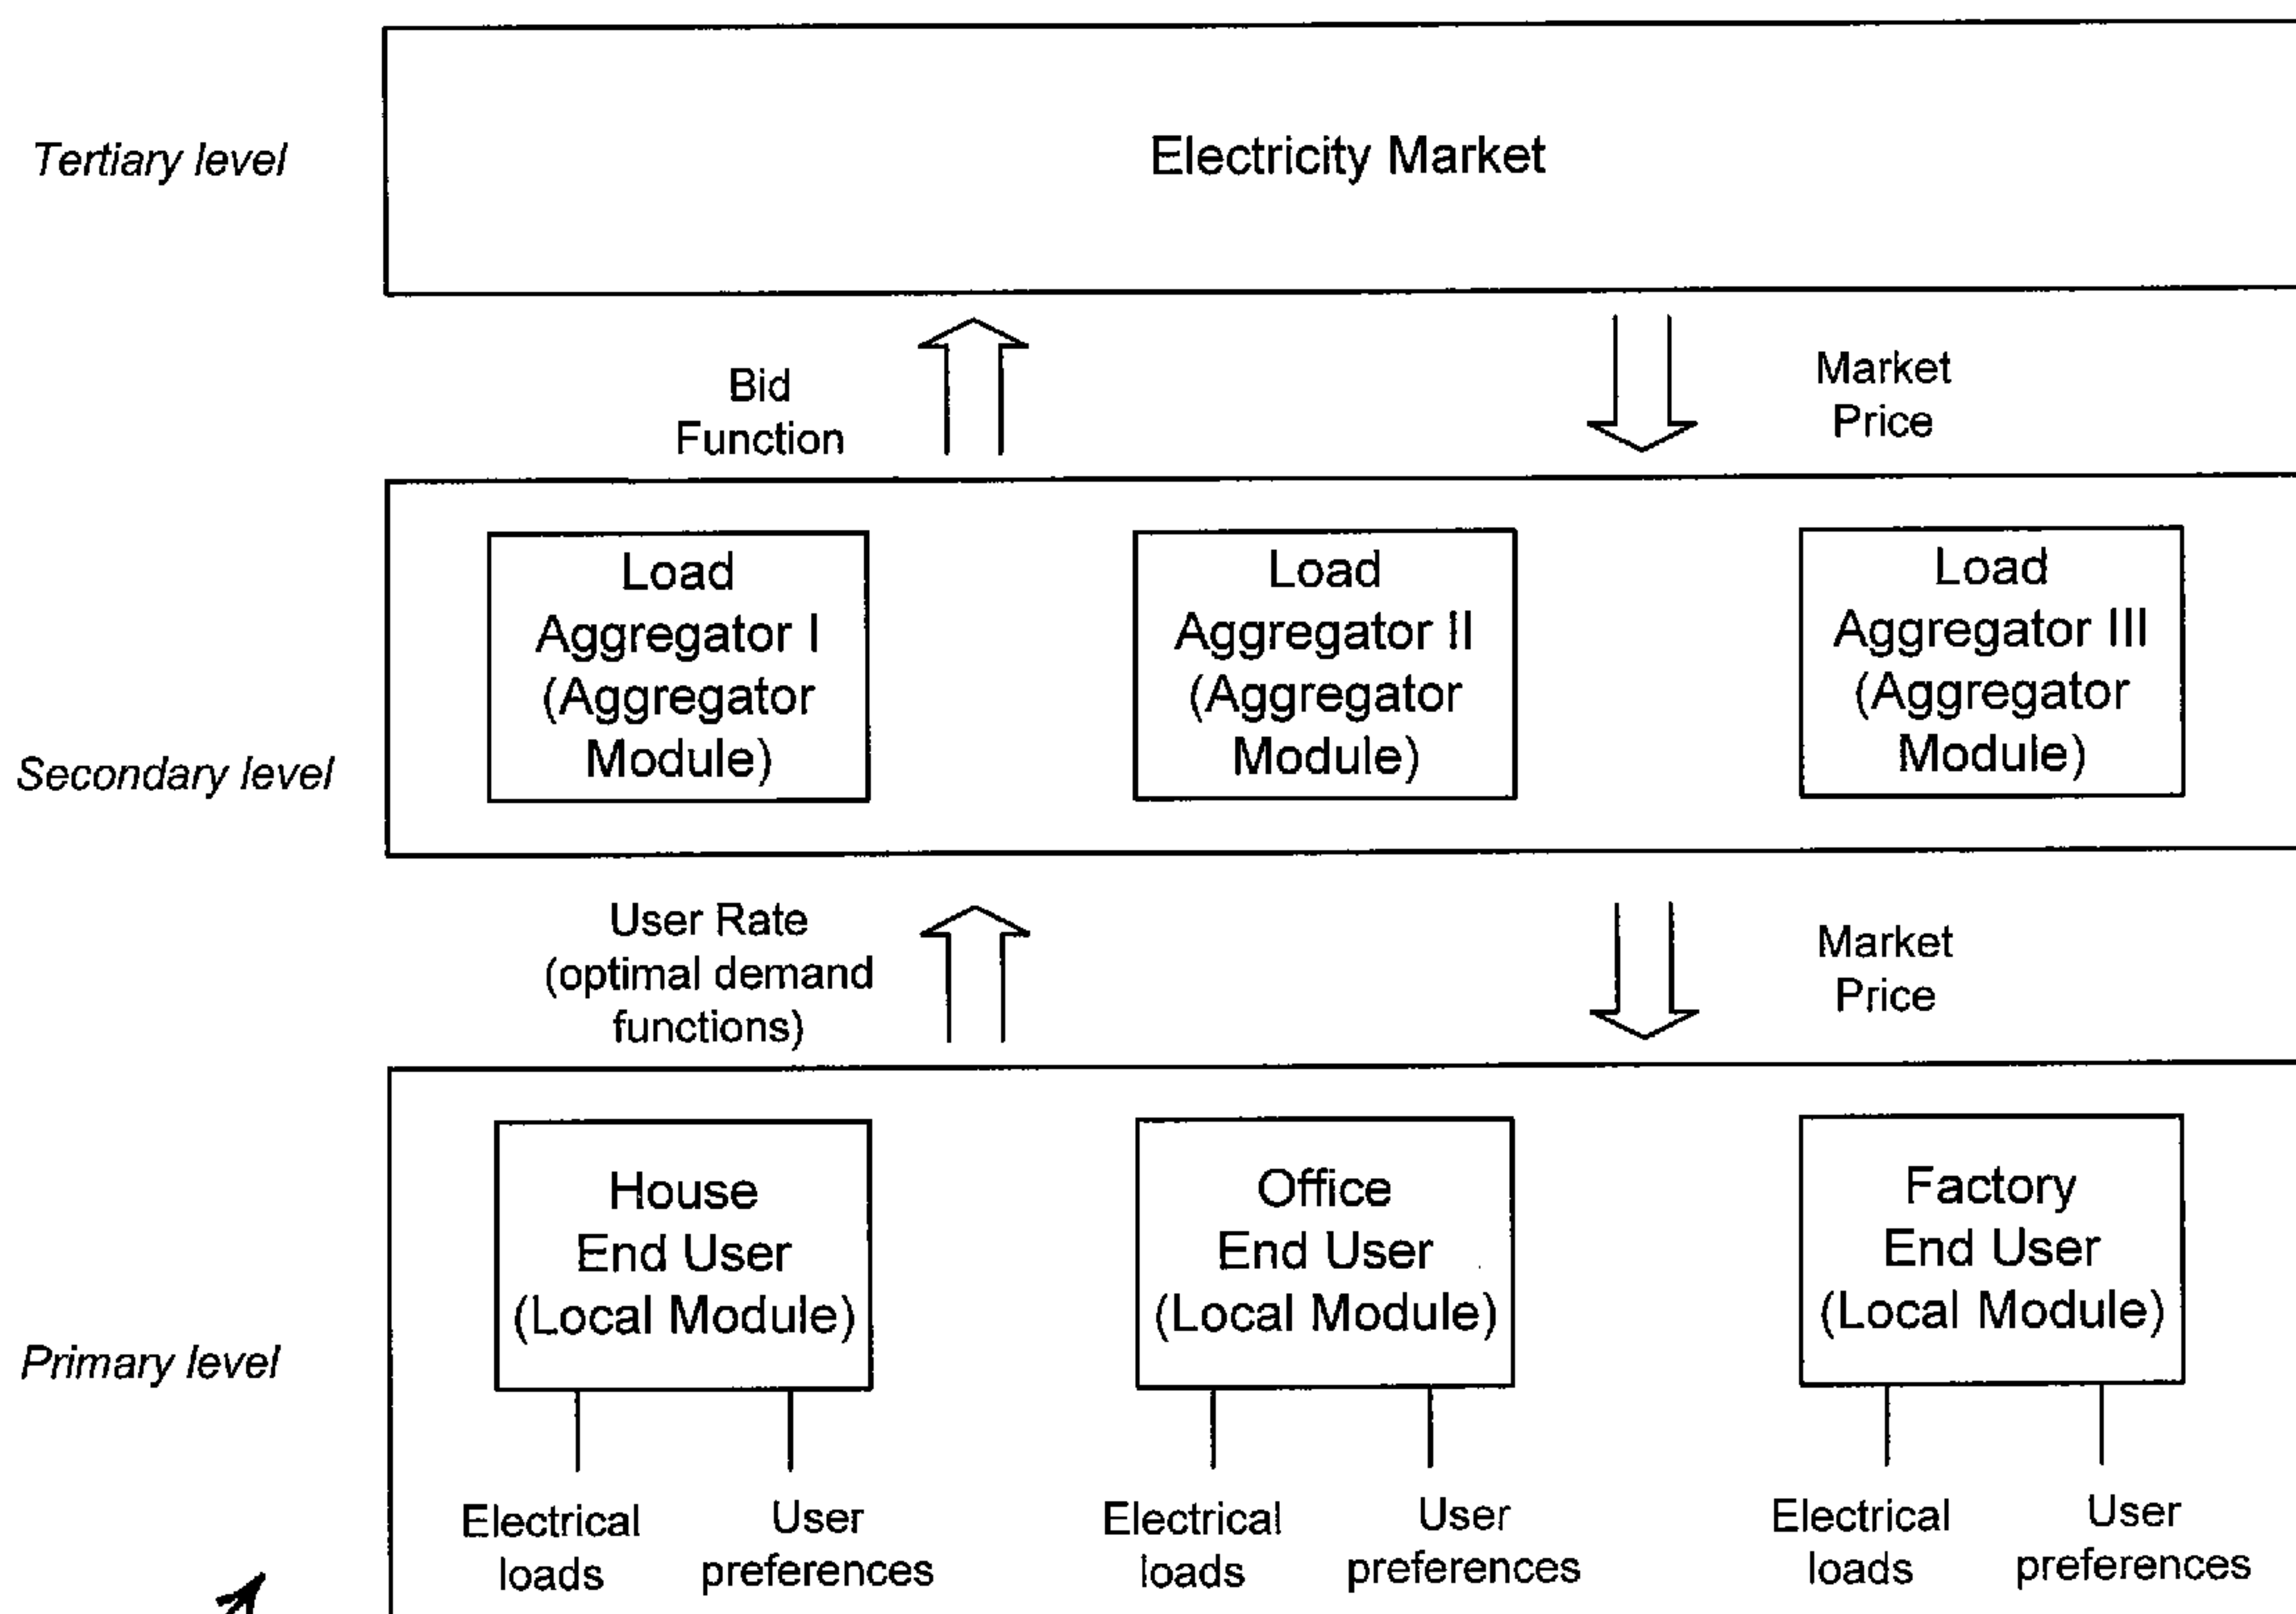 Tertiary level
Electricity Market
Bid
Function
Market
Price
Secondary level
Load
Aggregator I
(Aggregator
Module)
Load
Aggregator II
(Aggregator
Module)
Load
Aggregator III
(Aggregator
Module)
User Rate
(optimal demand
functions)
Market
Price
Primary level
House
End User
(Local Module)
Office
End User
(Local Module)
Factory
End User
(Local Module)
Electrical
loads
User
preferences
Electrical
loads
User
preferences
Electrical
loads
User
preferences